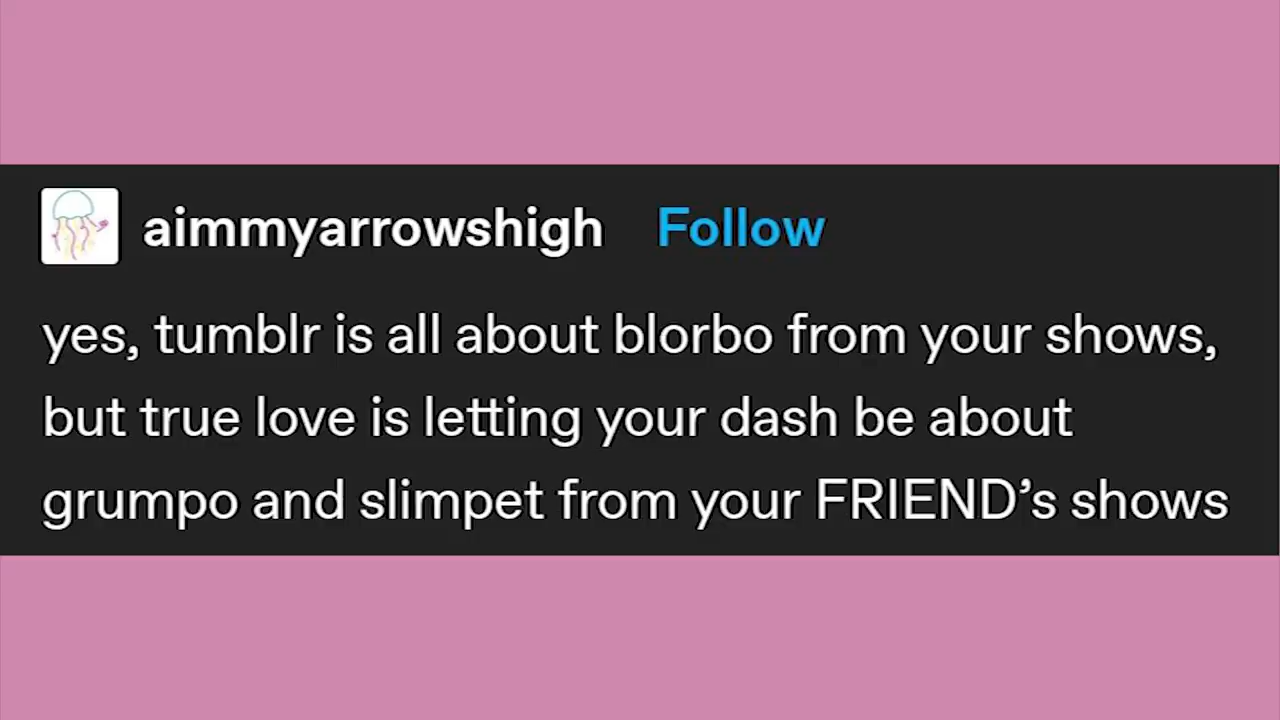 aimmyarrowshigh Follow
yes, tumblr is all about blorbo from your shows,
but true love is letting your dash be about
grumpo and slimpet from your FRIEND’s shows